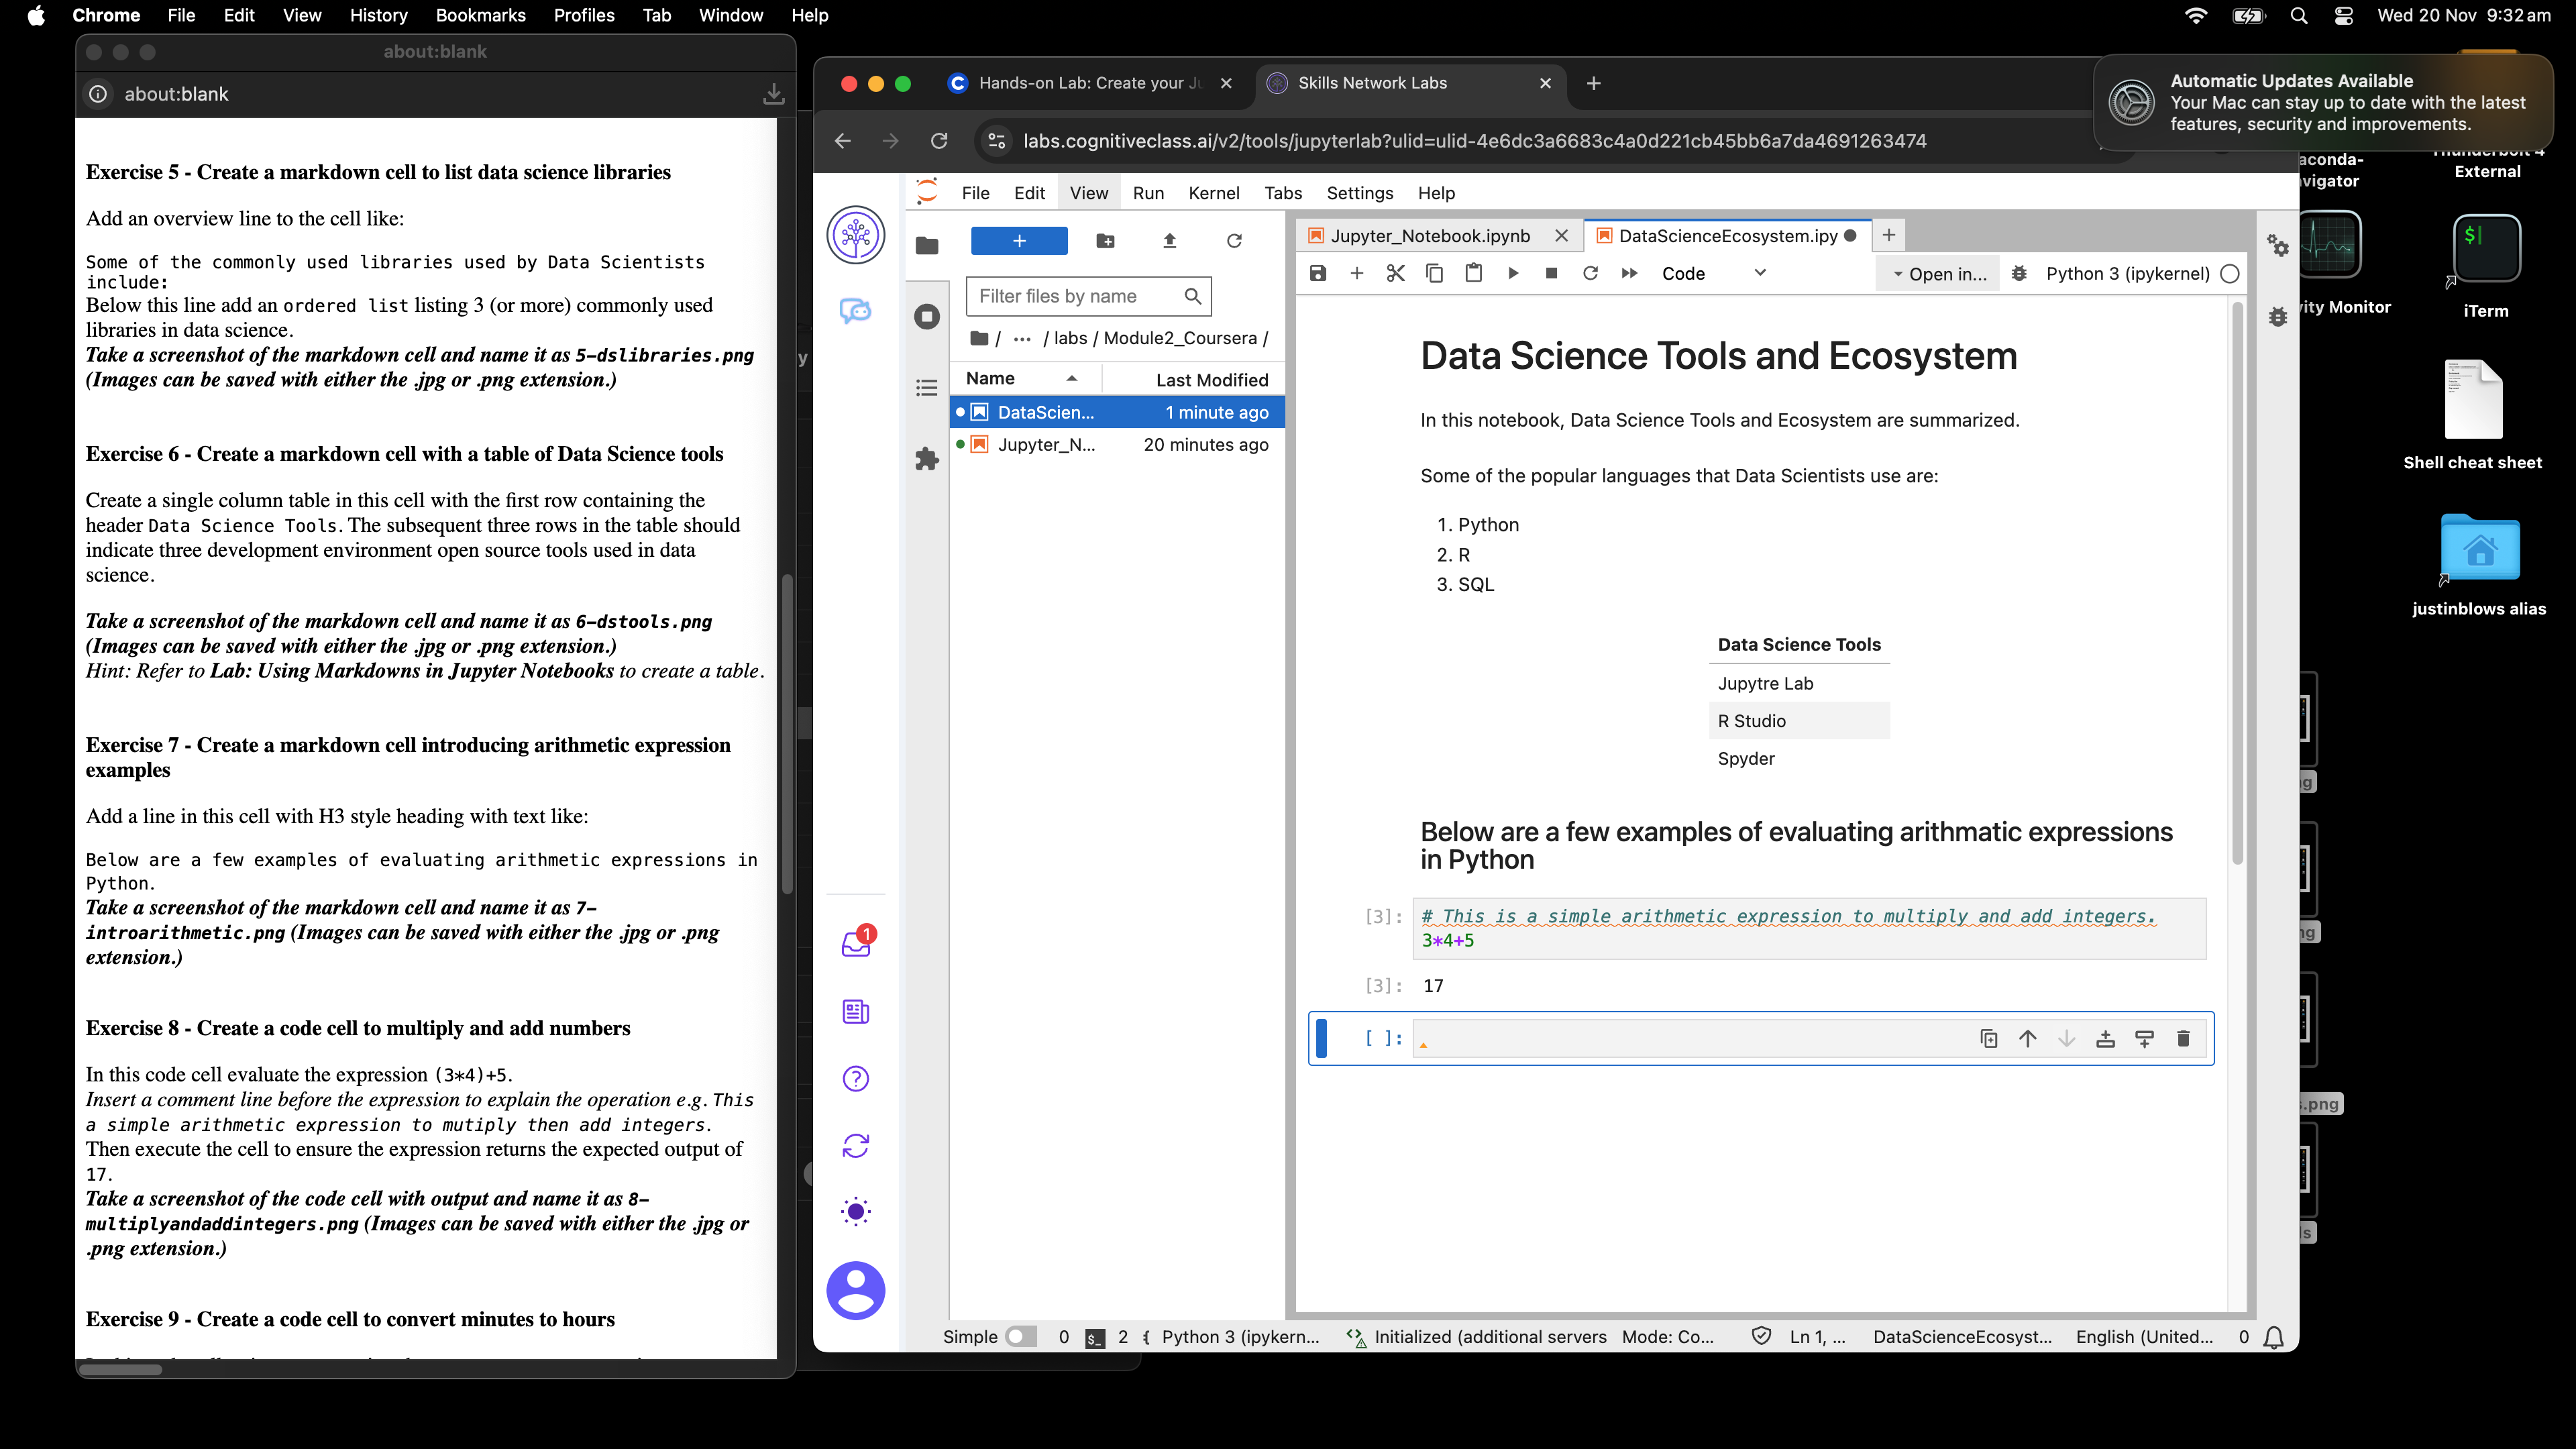 Chrome File Edit View History Bookmarks Profiles Tab Window Help
Wed 20 Nov 9:32 am
about:blank
about:blank
Exercise 5 - Create a markdown cell to list data science libraries
Add an overview line to the cell like:
Some of the commonly used libraries used by Data Scientists
include:
Below this line add an ordered list listing 3 (or more) commonly used
libraries in data science.
Take a screenshot of the markdown cell and name it as 5-dslibraries.png
(Images can be saved with either the .jpg or .png extension.)
Exercise 6 - Create a markdown cell with a table of Data Science tools
Create a single column table in this cell with the first row containing the
header Data Science Tools. The subsequent three rows in the table should
indicate three development environment open source tools used in data
science.
Take a screenshot of the markdown cell and name it as 6-dstools.png
(Images can be saved with either the .jpg or .png extension.)
Hint: Refer to Lab: Using Markdowns in Jupyter Notebooks to create a table.
Exercise 7 - Create a markdown cell introducing arithmetic expression
examples
Add a line in this cell with H3 style heading with text like:
Below are a few examples of evaluating arithmetic expressions in
Python.
Take a screenshot of the markdown cell and name it as 7-
introarithmetic.png (Images can be saved with either the .jpg or .png
extension.)
Exercise 8 - Create a code cell to multiply and add numbers
In this code cell evaluate the expression (3*4)+5.
Insert a comment line before the expression to explain the operation e.g. This
a simple arithmetic expression to mutiply then add integers.
Then execute the cell to ensure the expression returns the expected output of
17.
Take a screenshot of the code cell with output and name it as 8-
multiplyandaddintegers.png (Images can be saved with either the .jpg or
.png extension.)
Exercise 9 - Create a code cell to convert minutes to hours
Hands-on Lab: Create your Ju
Skills Network Labs
labs.cognitiveclass.ai/v2/tools/jupyterlab?ulid=ulid-4e6dc3a6683c4a0d221cb45bb6a7da4691263474
File Edit View Run Kernel Tabs Settings Help
1
Filter files by name
/ ... / labs / Module2_Coursera /
Name Last Modified
DataScien... 1 minute ago
Jupyter_N... 20 minutes ago
Jupyter_Notebook.ipynb
DataScienceEcosystem.ipy
Code
Open in...
Python 3 (ipykernel)
Data Science Tools and Ecosystem
In this notebook, Data Science Tools and Ecosystem are summarized.
Some of the popular languages that Data Scientists use are:
1. Python
2. R
3. SQL
Data Science Tools
Jupytre Lab
R Studio
Spyder
Below are a few examples of evaluating arithmatic expressions
in Python
[3]: # This is a simple arithmetic expression to multiply and add integers.
3*4+5
[3]: 17
[ ]:
Simple 0 $_ 2 Python 3 (ipykern... Initialized (additional servers Mode: Co... Ln 1, ... DataScienceEcosyst... English (United... 0
Automatic Updates Available
Your Mac can stay up to date with the latest
features, security and improvements.
aconda-
vigator
External
ity Monitor
$
iTerm
Shell cheat sheet
justinblows alias
.png